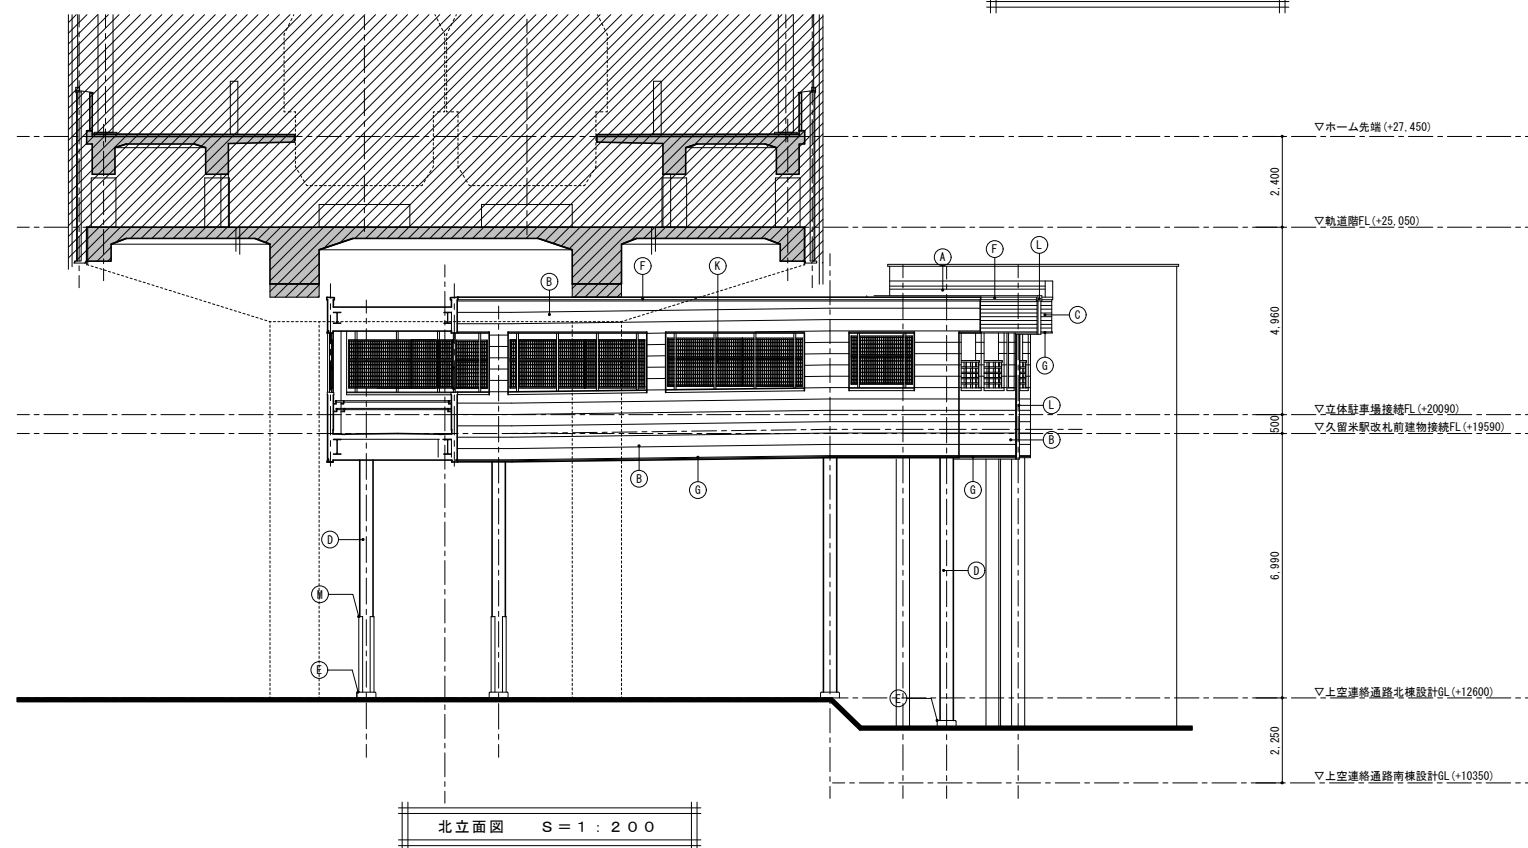 ▽ホーム先端(+27.450)
2,400
▽軌道階FL(+25.050)
L
F
A
F
K
B
C
4,960
G
L
▽立体駐車場接続FL(+20090)
500
▽久留米駅改札前建物接続FL(+19590)
B
B
G
G
D
D
6,990
M
E
E
▽上空連絡通路北棟設計GL(+12600)
2,250
▽上空連絡通路南棟設計GL(+10350)
北立面図 S=1:200